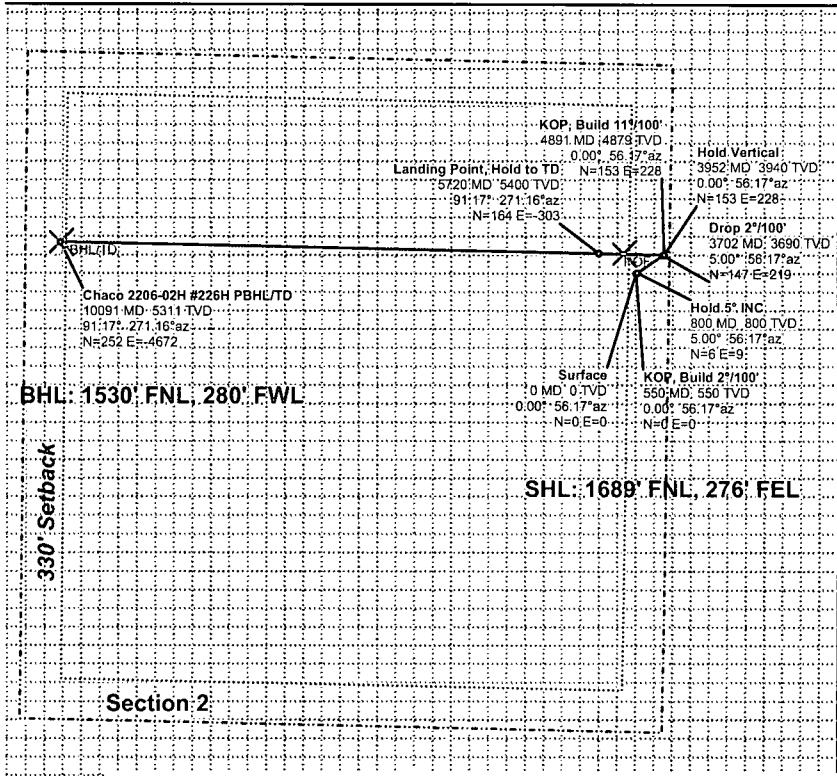 KOP, Build 11°/100'
4891 MD 4879 TVD
0.00° 56.17°az
N=153 E=228
Hold Vertical
3952 MD 3940 TVD
0.00° 56.17°az
N=153 E=228
Landing Point, Hold to TD
5720 MD 5400 TVD
91.17° 271.16°az
N=164 E=-303
Drop 2°/100'
3702 MD 3690 TVD
5.00° 56.17°az
N=147 E=219
BHL/TD
Chaco 2206-02H #226H PBHL/TD
10091 MD 5311 TVD
91.17° 271.16°az
N=252 E=-4672
Hold 5° INC
800 MD 800 TVD
5.00° 56.17°az
N=6 E=9
Surface
0 MD 0 TVD
0.00° 56.17°az
N=0 E=0
KOP, Build 2°/100'
550 MD 550 TVD
0.00° 56.17°az
N=0 E=0
BHL: 1530' FNL, 280' FWL
SHL: 1689' FNL, 276' FEL
330' Setback
Section 2